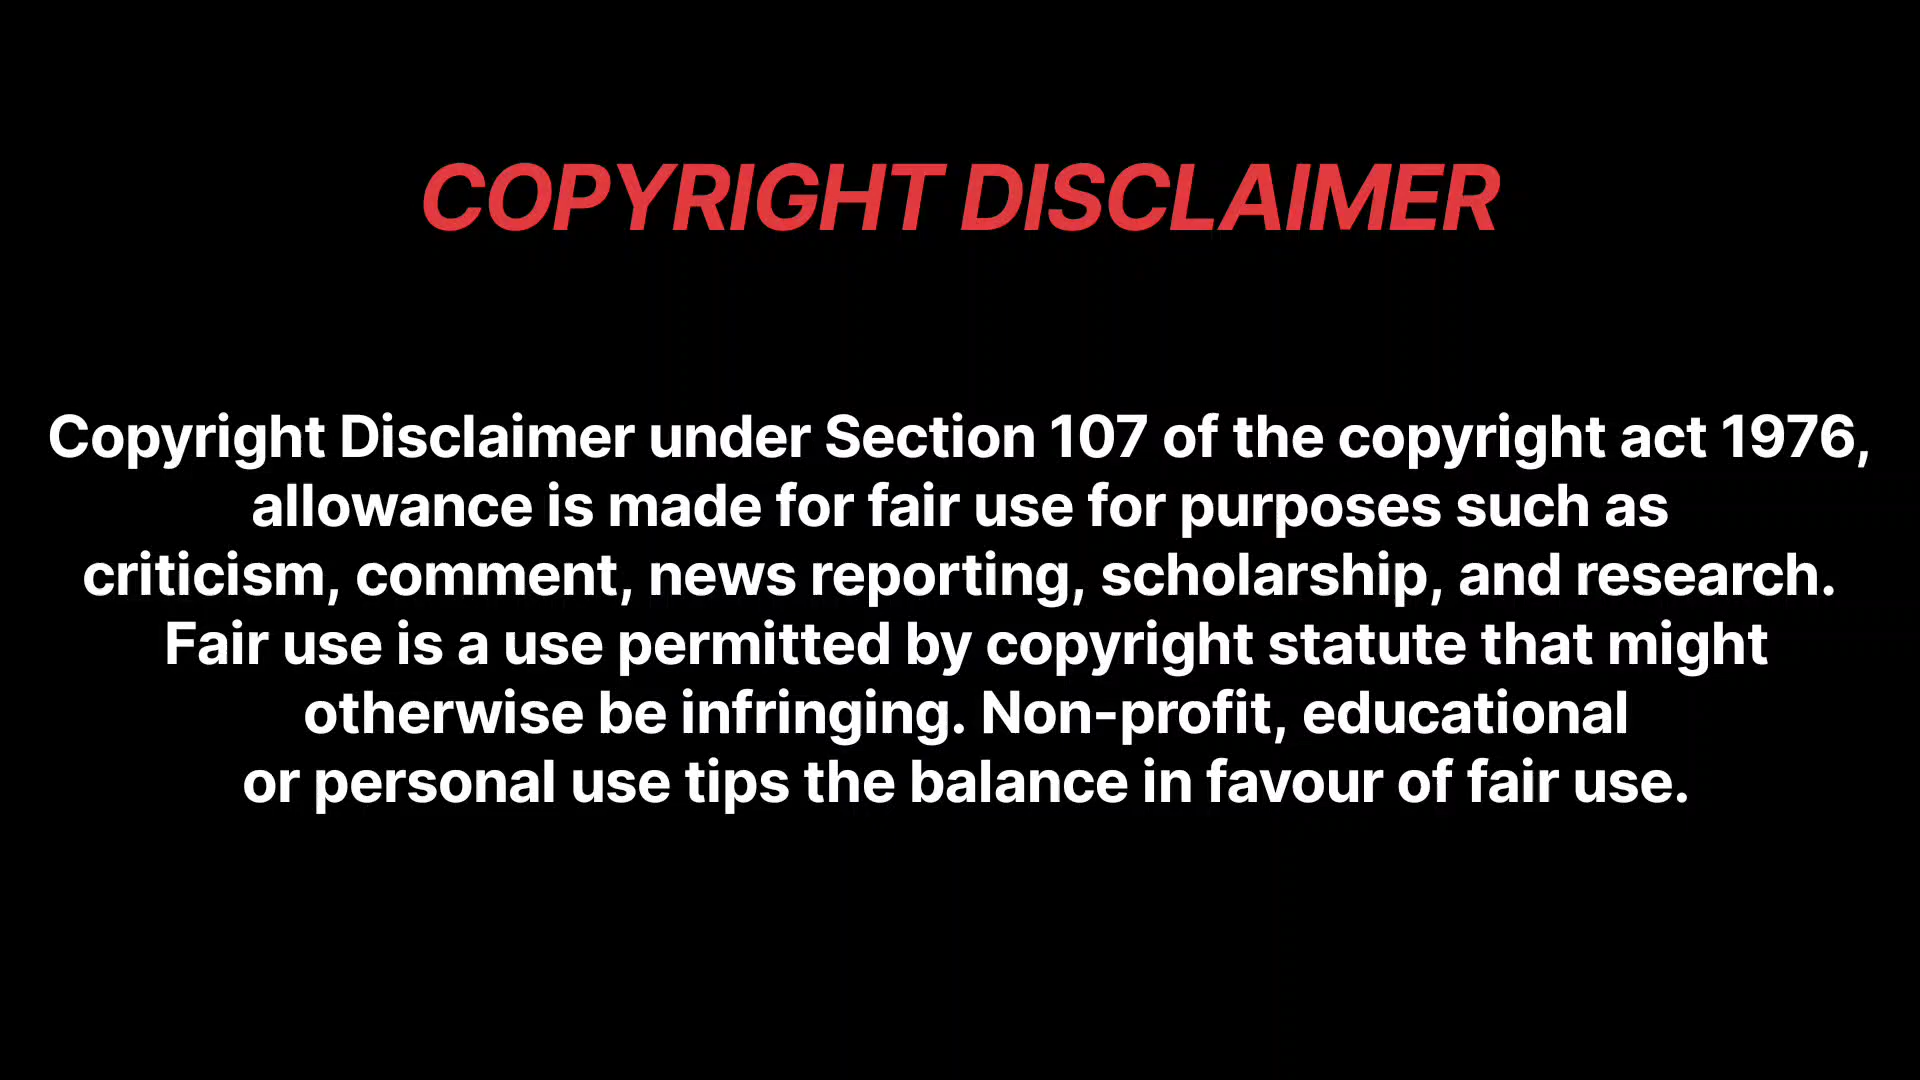 COPYRIGHT DISCLAIMER
Copyright Disclaimer under Section 107 of the copyright act 1976,
allowance is made for fair use for purposes such as
criticism, comment, news reporting, scholarship, and research.
Fair use is a use permitted by copyright statute that might
otherwise be infringing. Non-profit, educational
or personal use tips the balance in favour of fair use.